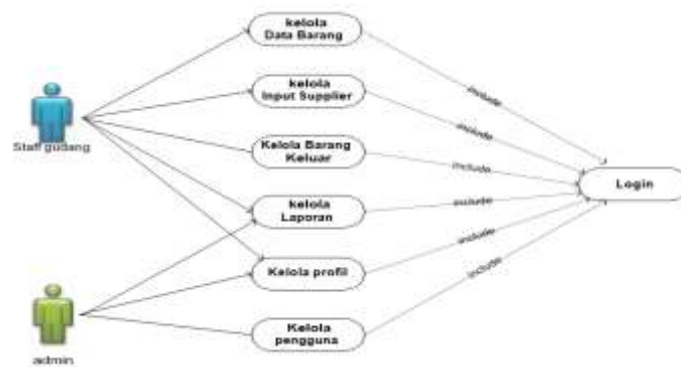 kelola
Data Barang
kelola
Input Supplier
Kelola Barang
Keluar
kelola
Laporan
Kelola profil
Kelola
pengguna
Staff gudang
admin
include
include
include
include
include
include
Login